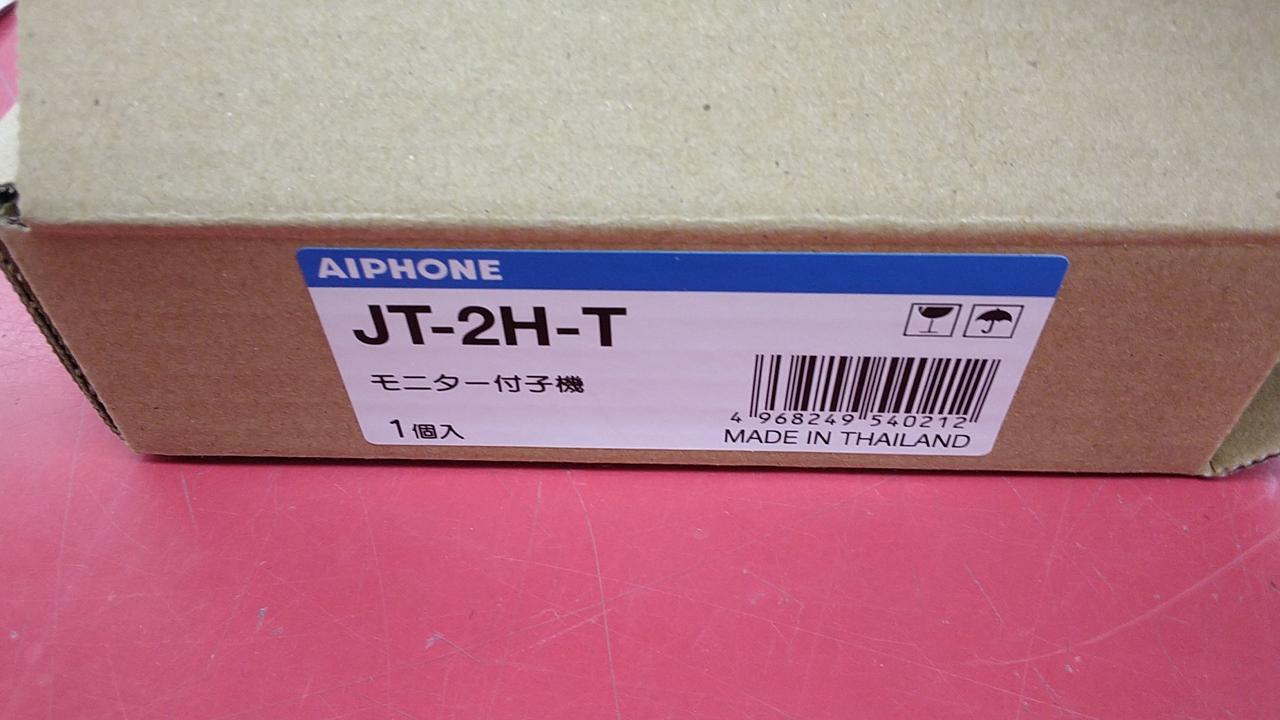 AIPHONE
JT-2H-T
モニター付子機
1個入
4 968249 540212
MADE IN THAILAND